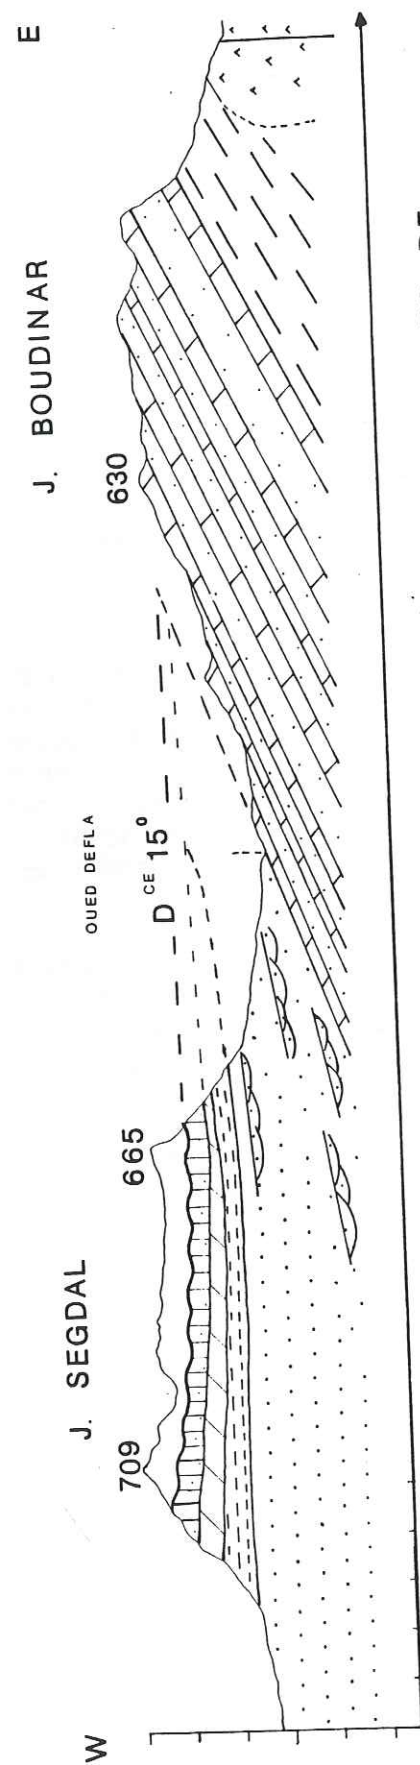 W
E
J. SEGDAL
J. BOUDINAR
OUED DEFLA
709
665
630
D CE 15°